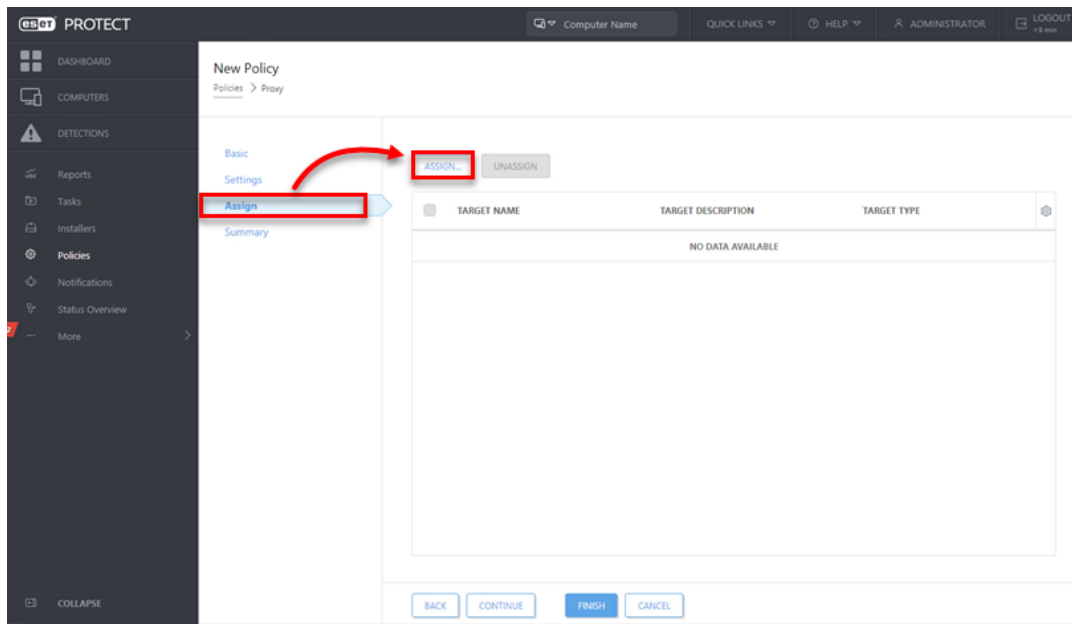 eset PROTECT
Computer Name
QUICK LINKS
HELP
ADMINISTRATOR
LOGOUT
>9 min
DASHBOARD
COMPUTERS
DETECTIONS
Reports
Tasks
Installers
Policies
Notifications
Status Overview
More
COLLAPSE
New Policy
Policies > Proxy
Basic
Settings
Assign
Summary
ASSIGN...
UNASSIGN
TARGET NAME TARGET DESCRIPTION TARGET TYPE
NO DATA AVAILABLE
BACK CONTINUE FINISH CANCEL